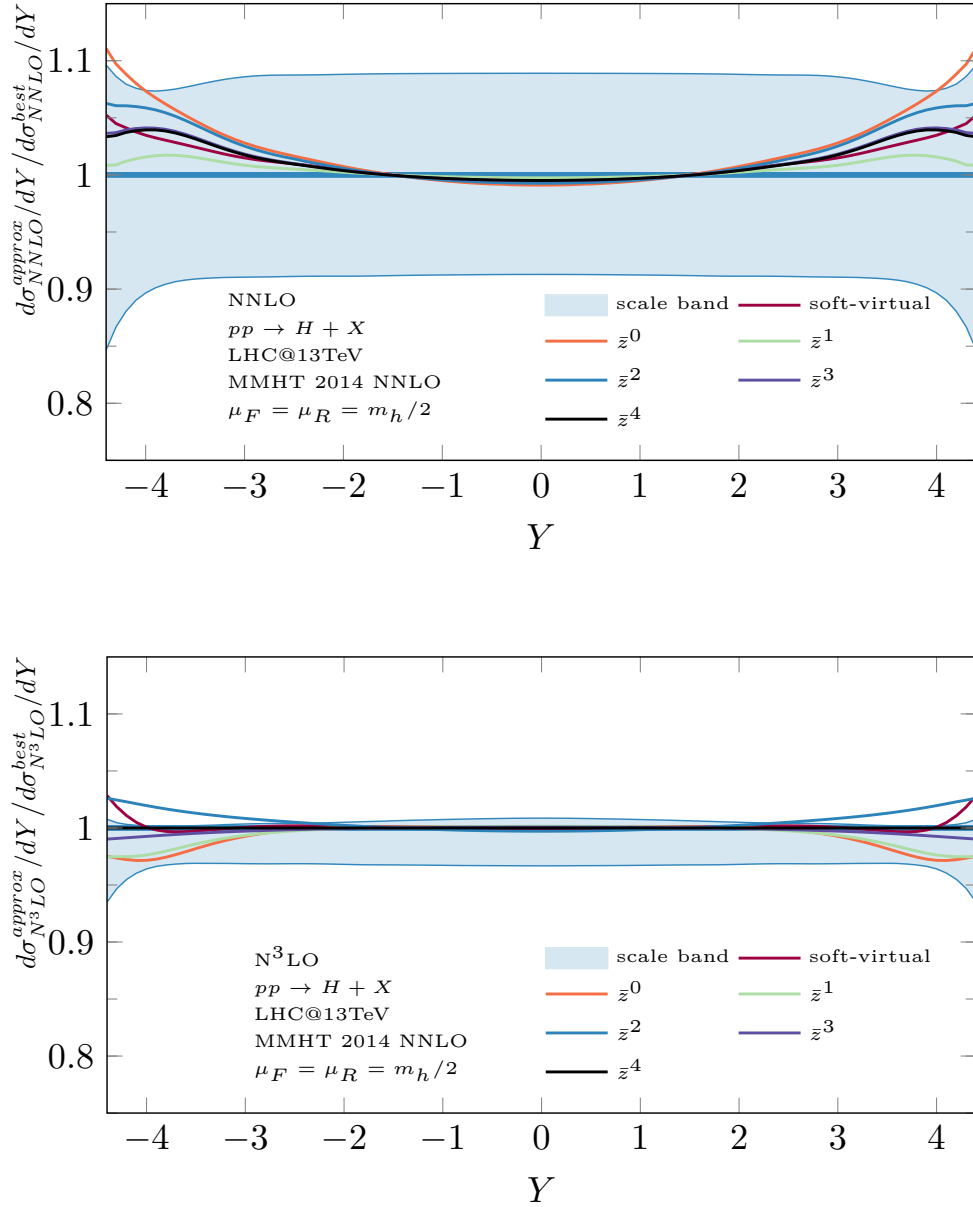 dσ^{approx}_{NNLO}/dY /dσ^{best}_{NNLO}/dY
1.1
1
0.9
0.8
NNLO
pp → H + X
LHC@13TeV
MMHT 2014 NNLO
μ_F = μ_R = m_h/2
scale band
soft-virtual
z̄^0
z̄^1
z̄^2
z̄^3
z̄^4
−4 −3 −2 −1 0 1 2 3 4
Y
dσ^{approx}_{N^3LO}/dY /dσ^{best}_{N^3LO}/dY
1.1
1
0.9
0.8
N^3LO
pp → H + X
LHC@13TeV
MMHT 2014 NNLO
μ_F = μ_R = m_h/2
scale band
soft-virtual
z̄^0
z̄^1
z̄^2
z̄^3
z̄^4
−4 −3 −2 −1 0 1 2 3 4
Y